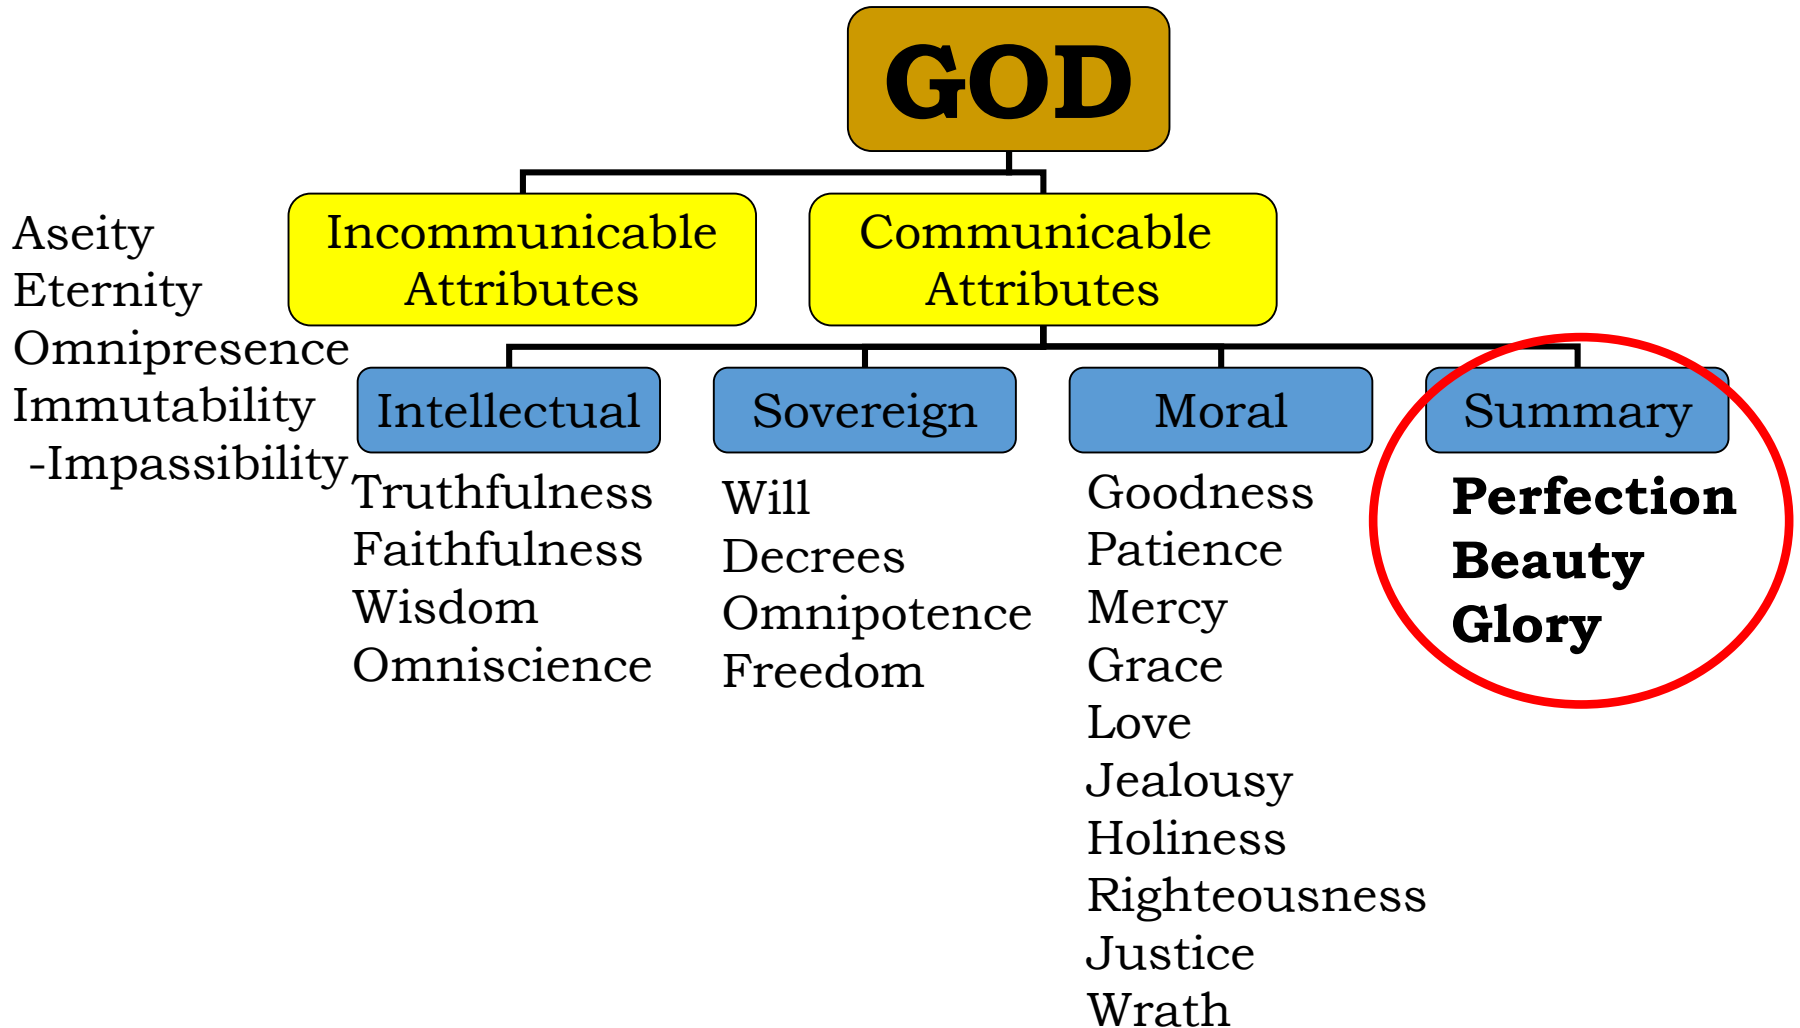 GOD
Incommunicable
Attributes
Communicable
Attributes
Aseity
Eternity
Omnipresence
Immutability
-Impassibility
Intellectual
Truthfulness
Faithfulness
Wisdom
Omniscience
Sovereign
Will
Decrees
Omnipotence
Freedom
Moral
Goodness
Patience
Mercy
Grace
Love
Jealousy
Holiness
Righteousness
Justice
Wrath
Summary
Perfection
Beauty
Glory